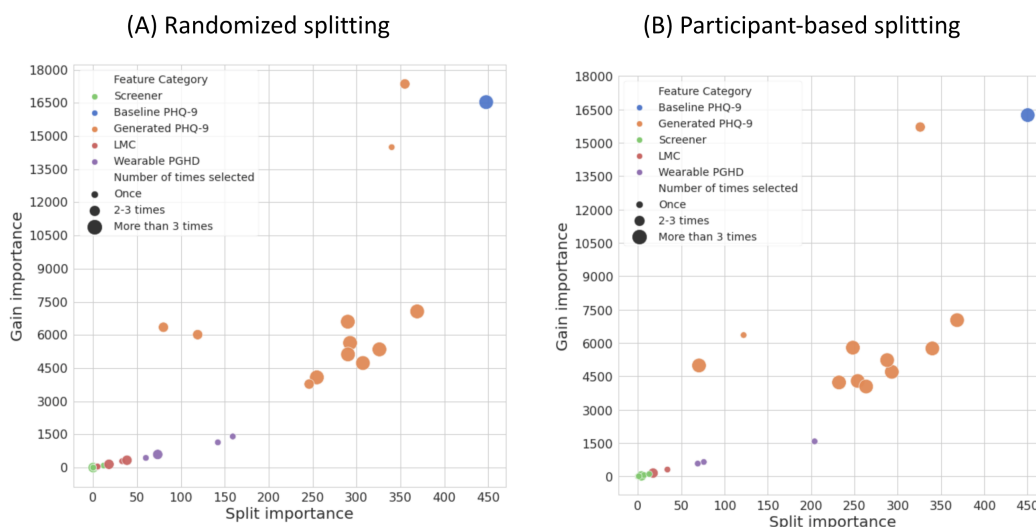 (A) Randomized splitting
18000
16500
15000
13500
12000
10500
9000
7500
6000
4500
3000
1500
0
Gain importance
Feature Category
Screener
Baseline PHQ-9
Generated PHQ-9
LMC
Wearable PGHD
Number of times selected
Once
2-3 times
More than 3 times
0 50 100 150 200 250 300 350 400 450
Split importance
(B) Participant-based splitting
18000
16500
15000
13500
12000
10500
9000
7500
6000
4500
3000
1500
0
Gain importance
Feature Category
Baseline PHQ-9
Generated PHQ-9
Screener
LMC
Wearable PGHD
Number of times selected
Once
2-3 times
More than 3 times
0 50 100 150 200 250 300 350 400 450
Split importance